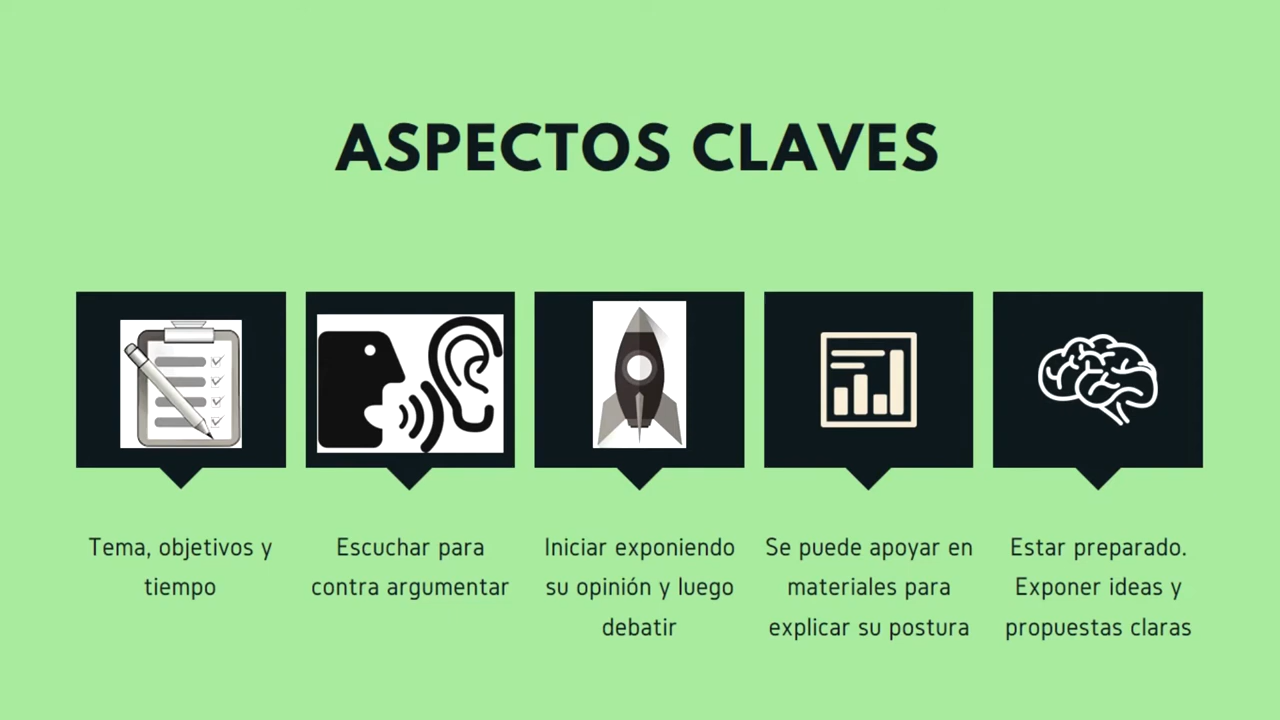 ASPECTOS CLAVES
Tema, objetivos y
tiempo
Escuchar para
contra argumentar
Iniciar exponiendo
su opinión y luego
debatir
Se puede apoyar en
materiales para
explicar su postura
Estar preparado.
Exponer ideas y
propuestas claras